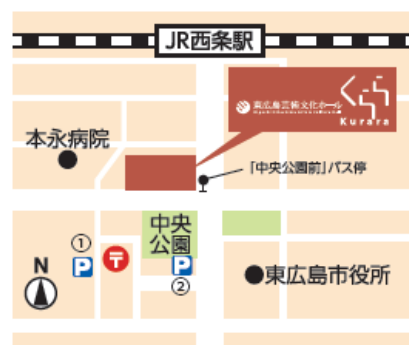 JR西条駅
東広島芸術文化ホール
くらら
Kurara
本永病院
「中央公園前」バス停
中央
公園
①
P
〒
P
②
N
東広島市役所